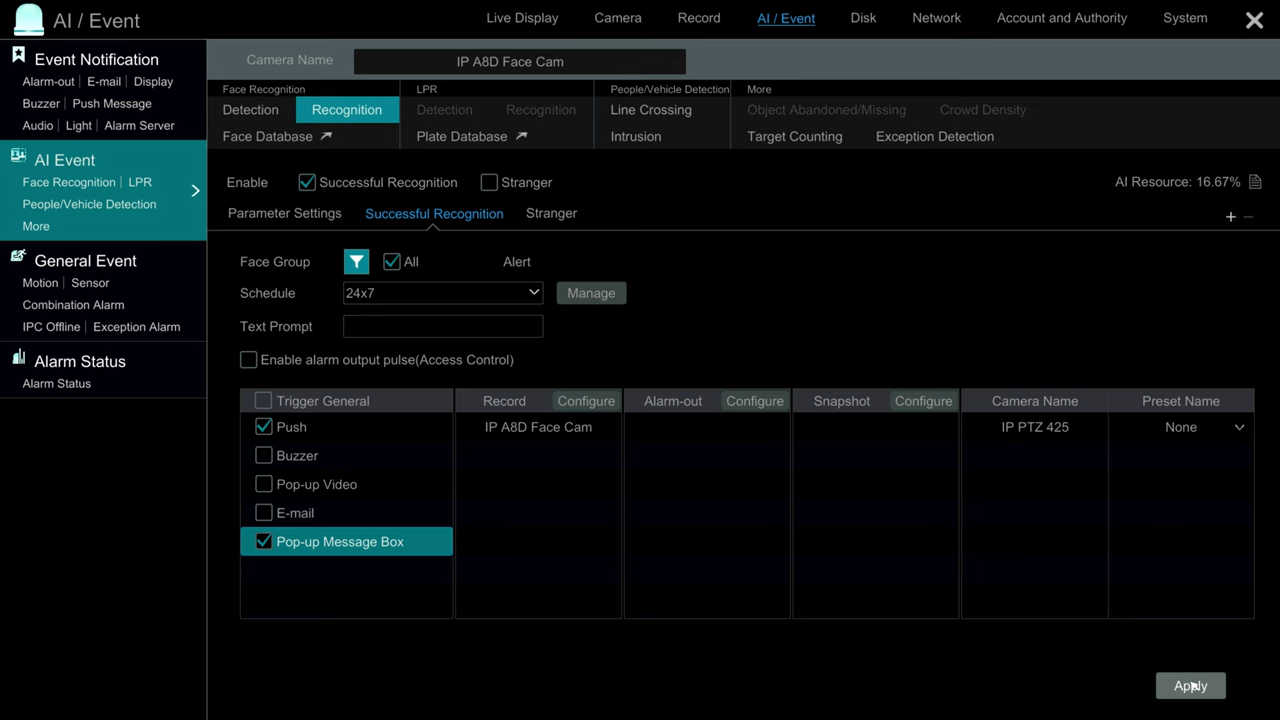 AI / Event
Live Display Camera Record AI / Event Disk Network Account and Authority System
Event Notification
Alarm-out E-mail Display
Buzzer Push Message
Audio Light Alarm Server
AI Event
Face Recognition LPR
People/Vehicle Detection
More
General Event
Motion Sensor
Combination Alarm
IPC Offline Exception Alarm
Alarm Status
Alarm Status
Camera Name IP A8D Face Cam
Face Recognition LPR People/Vehicle Detection More
Detection Recognition Detection Recognition Line Crossing Object Abandoned/Missing Crowd Density
Face Database Plate Database Intrusion Target Counting Exception Detection
Enable Successful Recognition Stranger AI Resource: 16.67%
Parameter Settings Successful Recognition Stranger + −
Face Group All Alert
Schedule 24x7 Manage
Text Prompt
Enable alarm output pulse(Access Control)
Trigger General Record Configure Alarm-out Configure Snapshot Configure Camera Name Preset Name
Push IP A8D Face Cam IP PTZ 425 None
Buzzer
Pop-up Video
E-mail
Pop-up Message Box
Apply